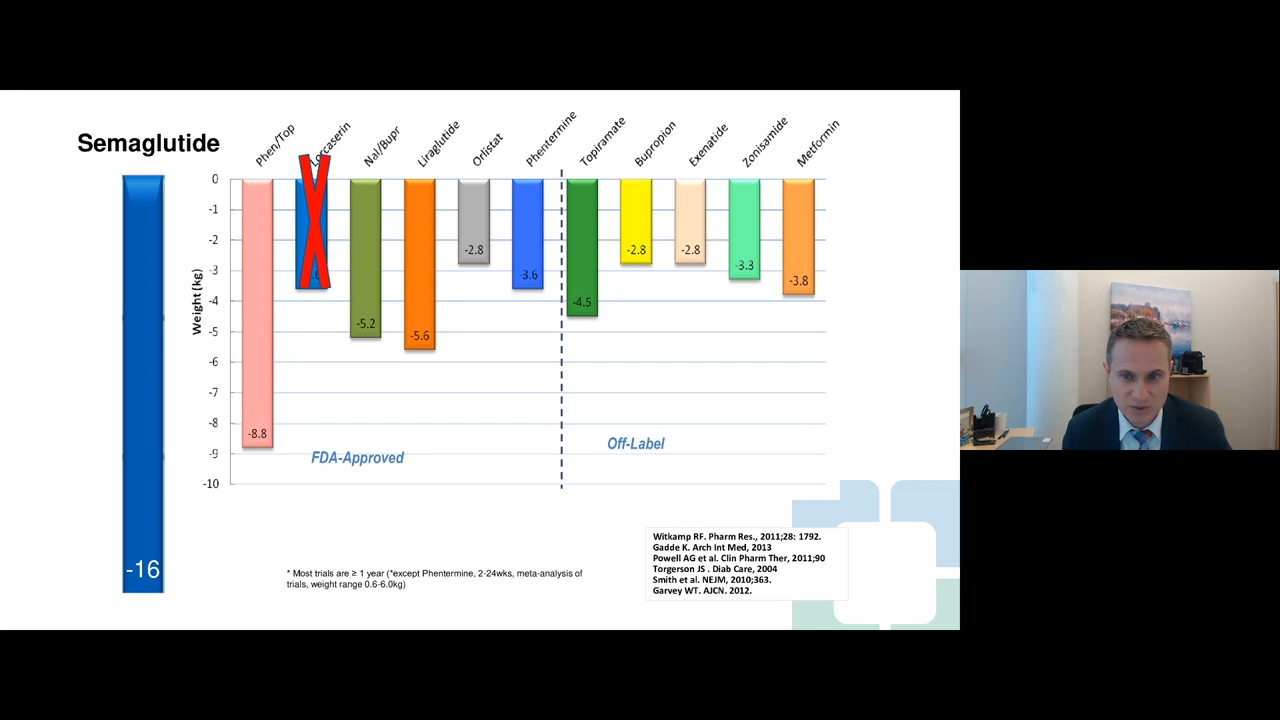 Semaglutide
Phen/Top
Lorcaserin
Nal/Bupr
Liraglutide
Orlistat
Phentermine
Topiramate
Bupropion
Exenatide
Zonisamide
Metformin
Weight (kg)
0
-1
-2
-3
-4
-5
-6
-7
-8
-9
-10
-8.8
-5.2
-5.6
-2.8
-3.6
-4.5
-2.8
-2.8
-3.3
-3.8
FDA-Approved
Off-Label
-16
* Most trials are ≥ 1 year (*except Phentermine, 2-24wks, meta-analysis of
trials, weight range 0.6-6.0kg)
Witkamp RF. Pharm Res., 2011;28: 1792.
Gadde K. Arch Int Med, 2013
Powell AG et al. Clin Pharm Ther, 2011;90
Torgerson JS . Diab Care, 2004
Smith et al. NEJM, 2010;363.
Garvey WT. AJCN. 2012.